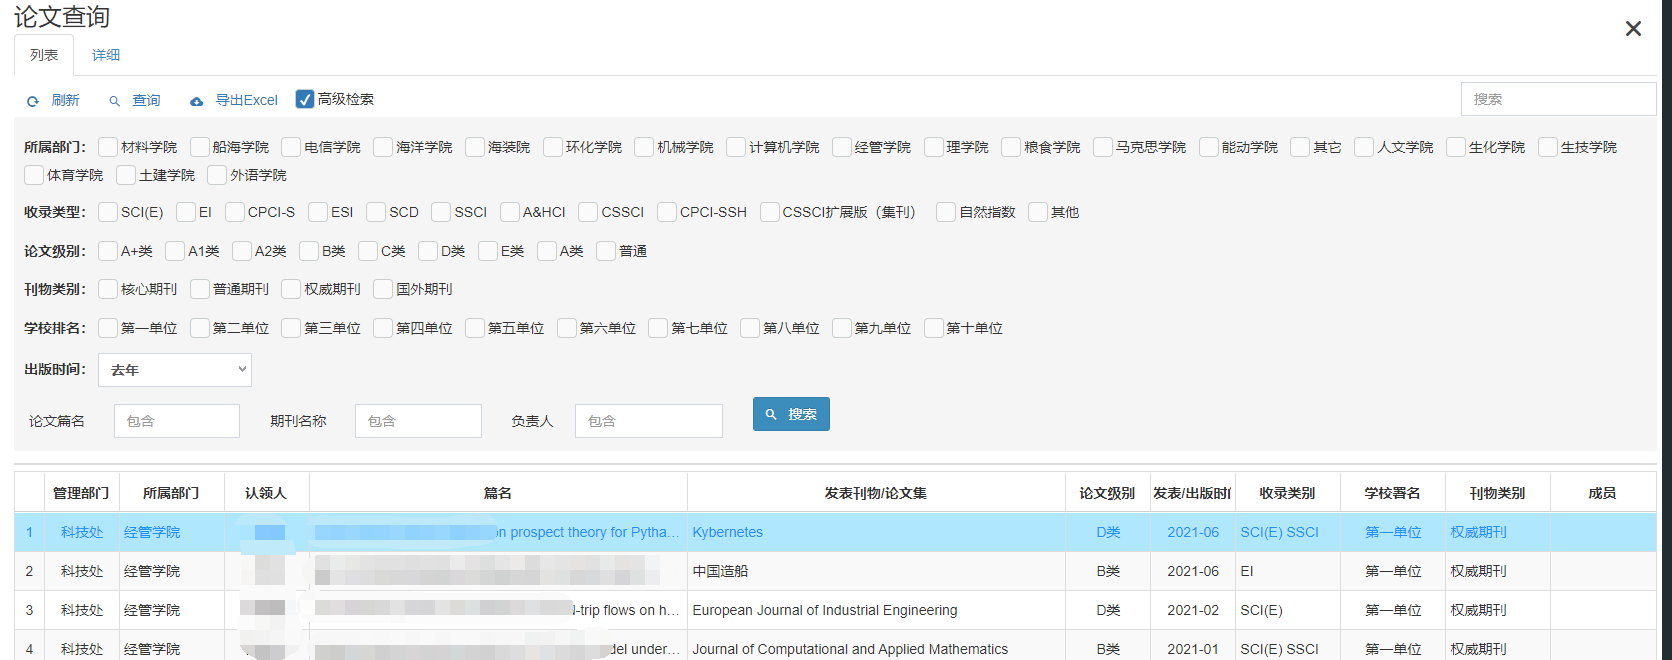 论文查询
列表 详细
刷新 查询 导出Excel 高级检索 搜索
所属部门: 材料学院 船海学院 电信学院 海洋学院 海装院 环化学院 机械学院 计算机学院 经管学院 理学院 粮食学院 马克思学院 能动学院 其它 人文学院 生化学院 生技学院
体育学院 土建学院 外语学院
收录类型: SCI(E) EI CPCI-S ESI SCD SSCI A&HCI CSSCI CPCI-SSH CSSCI扩展版（集刊） 自然指数 其他
论文级别: A+类 A1类 A2类 B类 C类 D类 E类 A类 普通
刊物类别: 核心期刊 普通期刊 权威期刊 国外期刊
学校排名: 第一单位 第二单位 第三单位 第四单位 第五单位 第六单位 第七单位 第八单位 第九单位 第十单位
出版时间: 去年
论文篇名 包含 期刊名称 包含 负责人 包含 搜索
管理部门 所属部门 认领人 篇名 发表刊物/论文集 论文级别 发表/出版时间 收录类别 学校署名 刊物类别 成员
1 科技处 经管学院 on prospect theory for Pytha... Kybernetes D类 2021-06 SCI(E) SSCI 第一单位 权威期刊
2 科技处 经管学院 中国造船 B类 2021-06 EI 第一单位 权威期刊
3 科技处 经管学院 -trip flows on h... European Journal of Industrial Engineering D类 2021-02 SCI(E) 第一单位 权威期刊
4 科技处 经管学院 del under... Journal of Computational and Applied Mathematics B类 2021-01 SCI(E) SSCI 第一单位 权威期刊